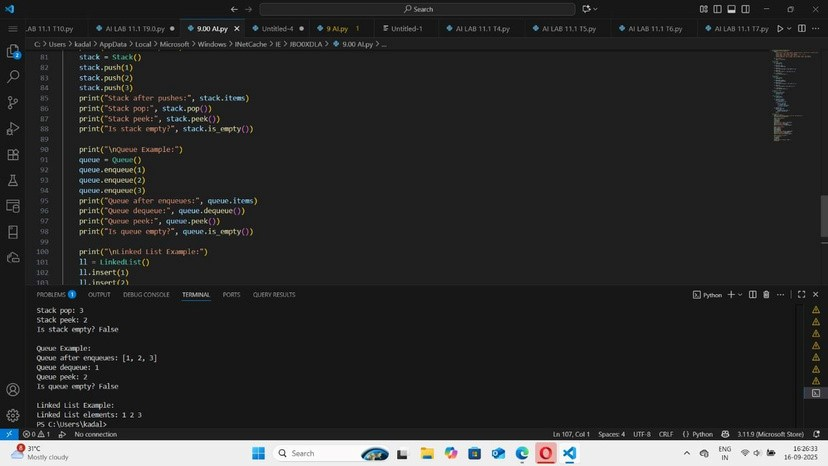 Search
LAB 11.1 T10.py
AI LAB 11.1 T9.0.py
9.00 AI.py
Untitled-4
9 AI.py 1
Untitled-1
AI LAB 11.1 T4.py
AI LAB 11.1 T5.py
AI LAB 11.1 T6.py
AI LAB 11.1 T7.py
C: > Users > kadal > AppData > Local > Microsoft > Windows > INetCache > IE > > 9.00 AI.py > ...
81 stack = Stack()
82 stack.push(1)
83 stack.push(2)
84 stack.push(3)
85 print("Stack after pushes:", stack.items)
86 print("Stack pop:", stack.pop())
87 print("Stack peek:", stack.peek())
88 print("Is stack empty?", stack.is_empty())
89
90 print("\nQueue Example:")
91 queue = Queue()
92 queue.enqueue(1)
93 queue.enqueue(2)
94 queue.enqueue(3)
95 print("Queue after enqueues:", queue.items)
96 print("Queue dequeue:", queue.dequeue())
97 print("Queue peek:", queue.peek())
98 print("Is queue empty?", queue.is_empty())
99
100 print("\nLinked List Example:")
101 ll = LinkedList()
102 ll.insert(1)
103 ll.insert(2)
PROBLEMS 1 OUTPUT DEBUG CONSOLE TERMINAL PORTS QUERY RESULTS
Python
Stack pop: 3
Stack peek: 2
Is stack empty? False
Queue Example:
Queue after enqueues: [1, 2, 3]
Queue dequeue: 1
Queue peek: 2
Is queue empty? False
Linked List Example:
Linked List elements: 1 2 3
PS C:\Users\kadal>
0 1 No connection
Ln 107, Col 1 Spaces: 4 UTF-8 CRLF Python 3.11.9 (Microsoft Store)
31°C
Mostly cloudy
Search
ENG
IN
16:26:33
16-09-2025